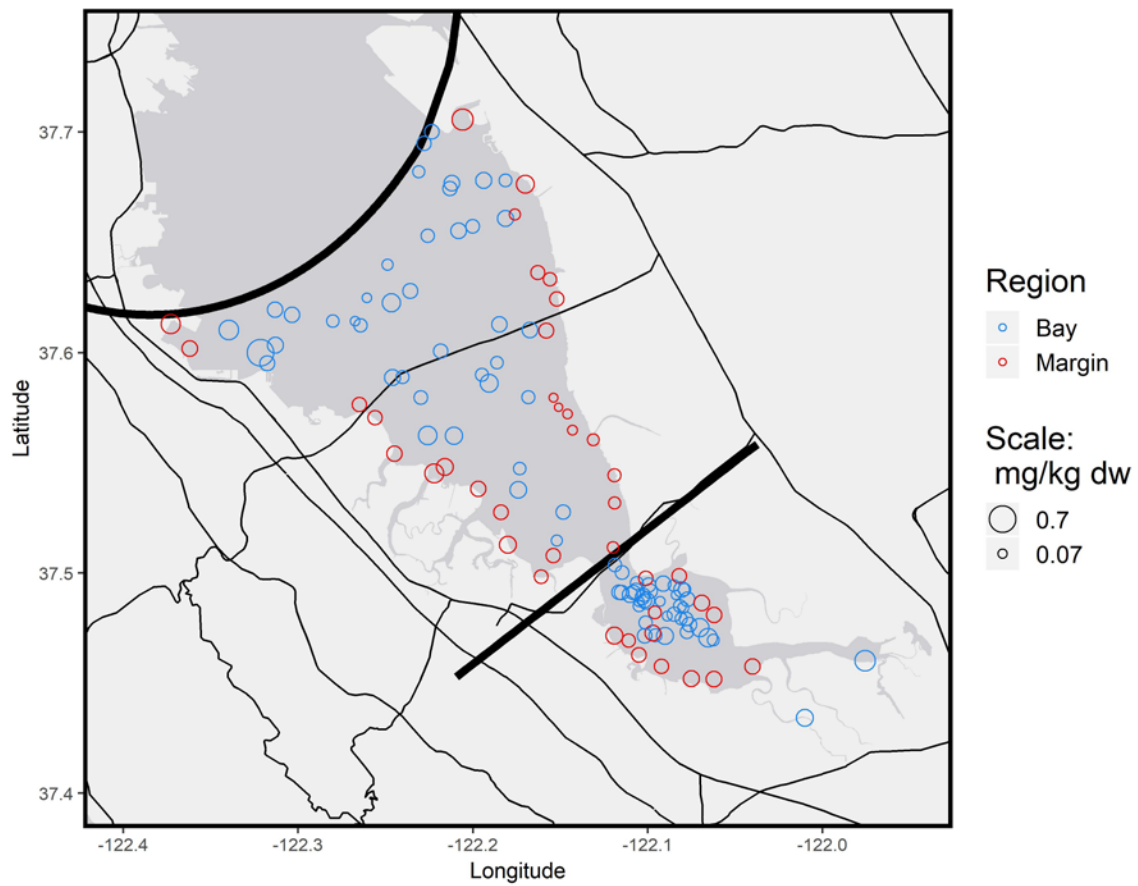 37.7
37.6
37.5
37.4
Latitude
-122.4
-122.3
-122.2
-122.1
-122.0
Longitude
Region
Bay
Margin
Scale:
mg/kg dw
0.7
0.07